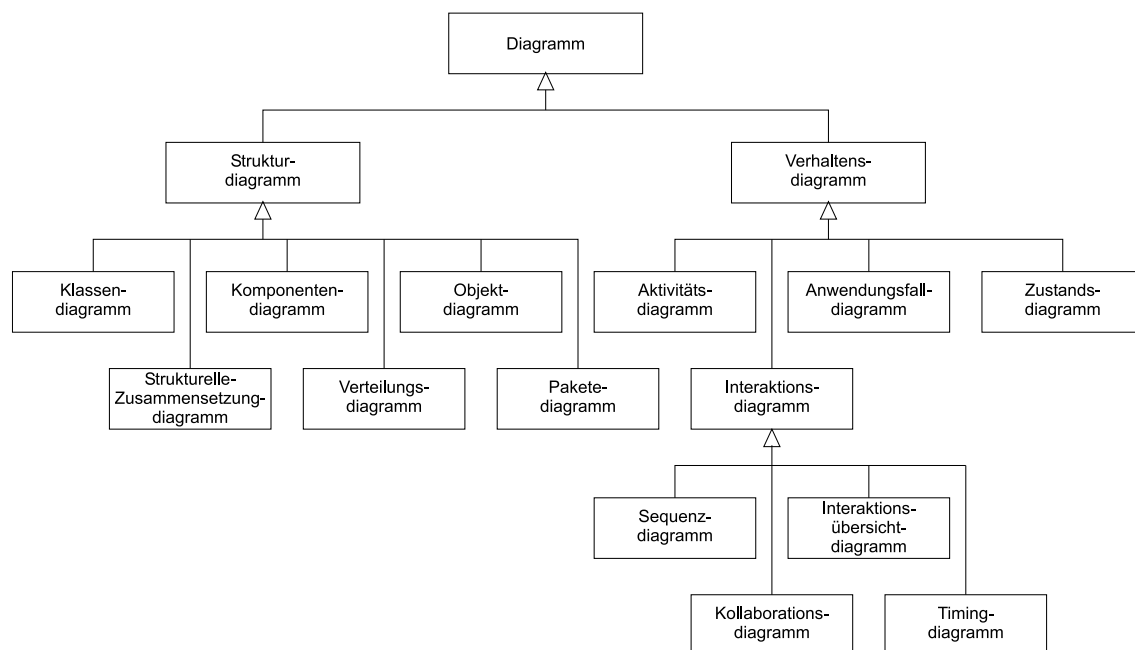 Diagramm
Struktur-
diagramm
Verhaltens-
diagramm
Klassen-
diagramm
Komponenten-
diagramm
Objekt-
diagramm
Aktivitäts-
diagramm
Anwendungsfall-
diagramm
Zustands-
diagramm
Strukturelle-
Zusammensetzung-
diagramm
Verteilungs-
diagramm
Pakete-
diagramm
Interaktions-
diagramm
Sequenz-
diagramm
Interaktions-
übersicht-
diagramm
Kollaborations-
diagramm
Timing-
diagramm